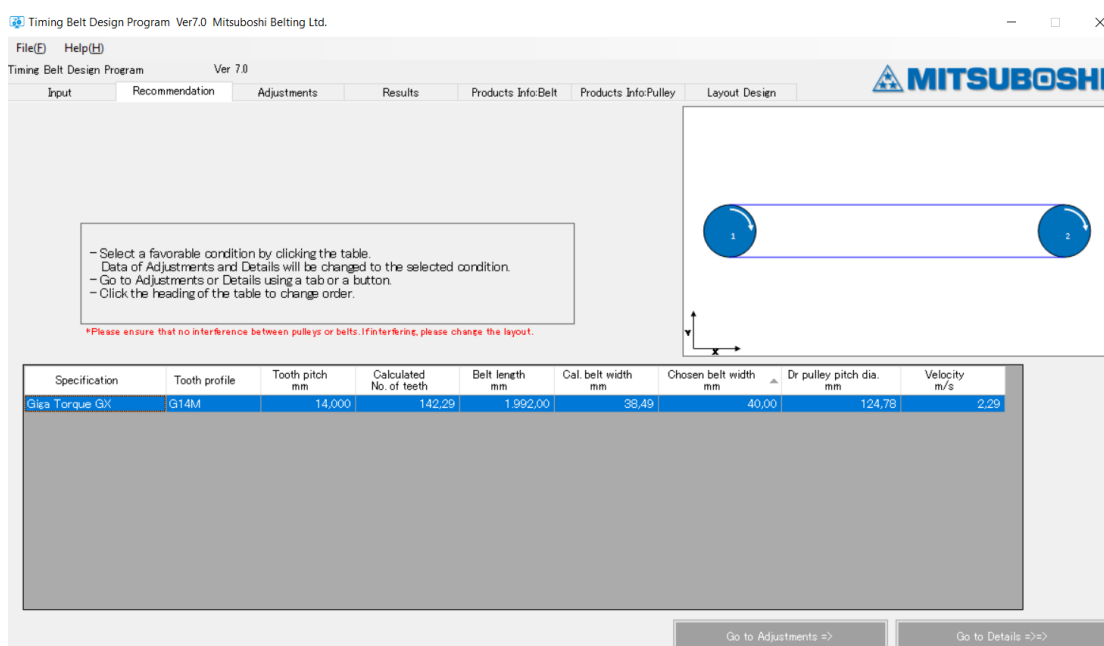 Timing Belt Design Program Ver7.0 Mitsuboshi Belting Ltd.
File(F) Help(H)
Timing Belt Design Program Ver 7.0
MITSUBOSHI
Input Recommendation Adjustments Results Products Info:Belt Products Info:Pulley Layout Design
1 2
- Select a favorable condition by clicking the table.
Data of Adjustments and Details will be changed to the selected condition.
- Go to Adjustments or Details using a tab or a button.
- Click the heading of the table to change order.
*Please ensure that no interference between pulleys or belts.If interfering, please change the layout.
Y
X
Specification Tooth profile Tooth pitch mm Calculated No. of teeth Belt length mm Cal. belt width mm Chosen belt width mm Dr pulley pitch dia. mm Velocity m/s
Giga Torque GX G14M 14,000 142,29 1.992,00 38,49 40,00 124,78 2,29
Go to Adjustments => Go to Details =>=>